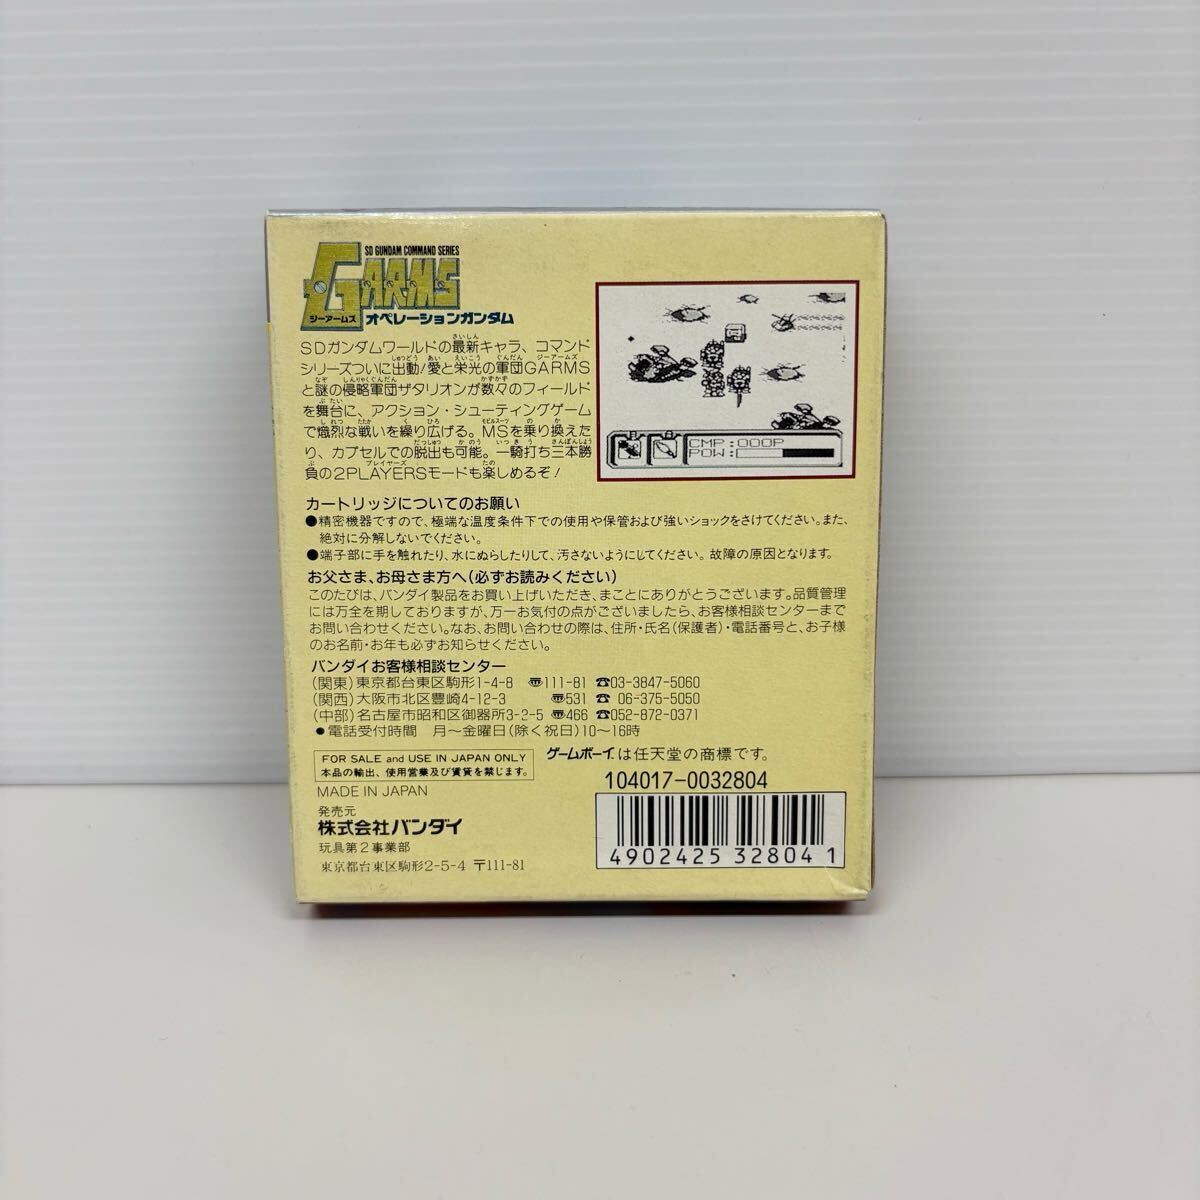 SD GUNDAM COMMAND SERIES
GARMS
ジーアームズ
オペレーションガンダム
SDガンダムワールドの最新キャラ、コマンド
シリーズついに出動!愛と栄光の軍団GARMS
と謎の侵略軍団ザタリオンが数々のフィールド
を舞台に、アクション・シューティングゲーム
で熾烈な戦いを繰り広げる。MSを乗り換えた
り、カプセルでの脱出も可能。一騎打ち三本勝
負の2PLAYERSモードも楽しめるぞ!
CMP:000P
POW:
カートリッジについてのお願い
●精密機器ですので、極端な温度条件下での使用や保管および強いショックをさけてください。また、
絶対に分解しないでください。
●端子部に手を触れたり、水にぬらしたりして、汚さないようにしてください。故障の原因となります。
お父さま、お母さま方へ(必ずお読みください)
このたびは、バンダイ製品をお買い上げいただき、まことにありがとうございます。品質管理
には万全を期しておりますが、万一お気付の点がございましたら、お客様相談センターまで
お問い合わせください。なお、お問い合わせの際は、住所・氏名(保護者)・電話番号と、お子様
のお名前・お年も必ずお知らせください。
バンダイお客様相談センター
(関東)東京都台東区駒形1-4-8 〠111-81 ☎03-3847-5060
(関西)大阪市北区豊崎4-12-3 〠531 ☎06-375-5050
(中部)名古屋市昭和区御器所3-2-5 〠466 ☎052-872-0371
●電話受付時間 月〜金曜日(除く祝日)10〜16時
FOR SALE and USE IN JAPAN ONLY
本品の輸出、使用営業及び賃貸を禁じます。
ゲームボーイ™は任天堂の商標です。
MADE IN JAPAN
104017-0032804
発売元
株式会社バンダイ
玩具第2事業部
東京都台東区駒形2-5-4 〒111-81
4902425328041